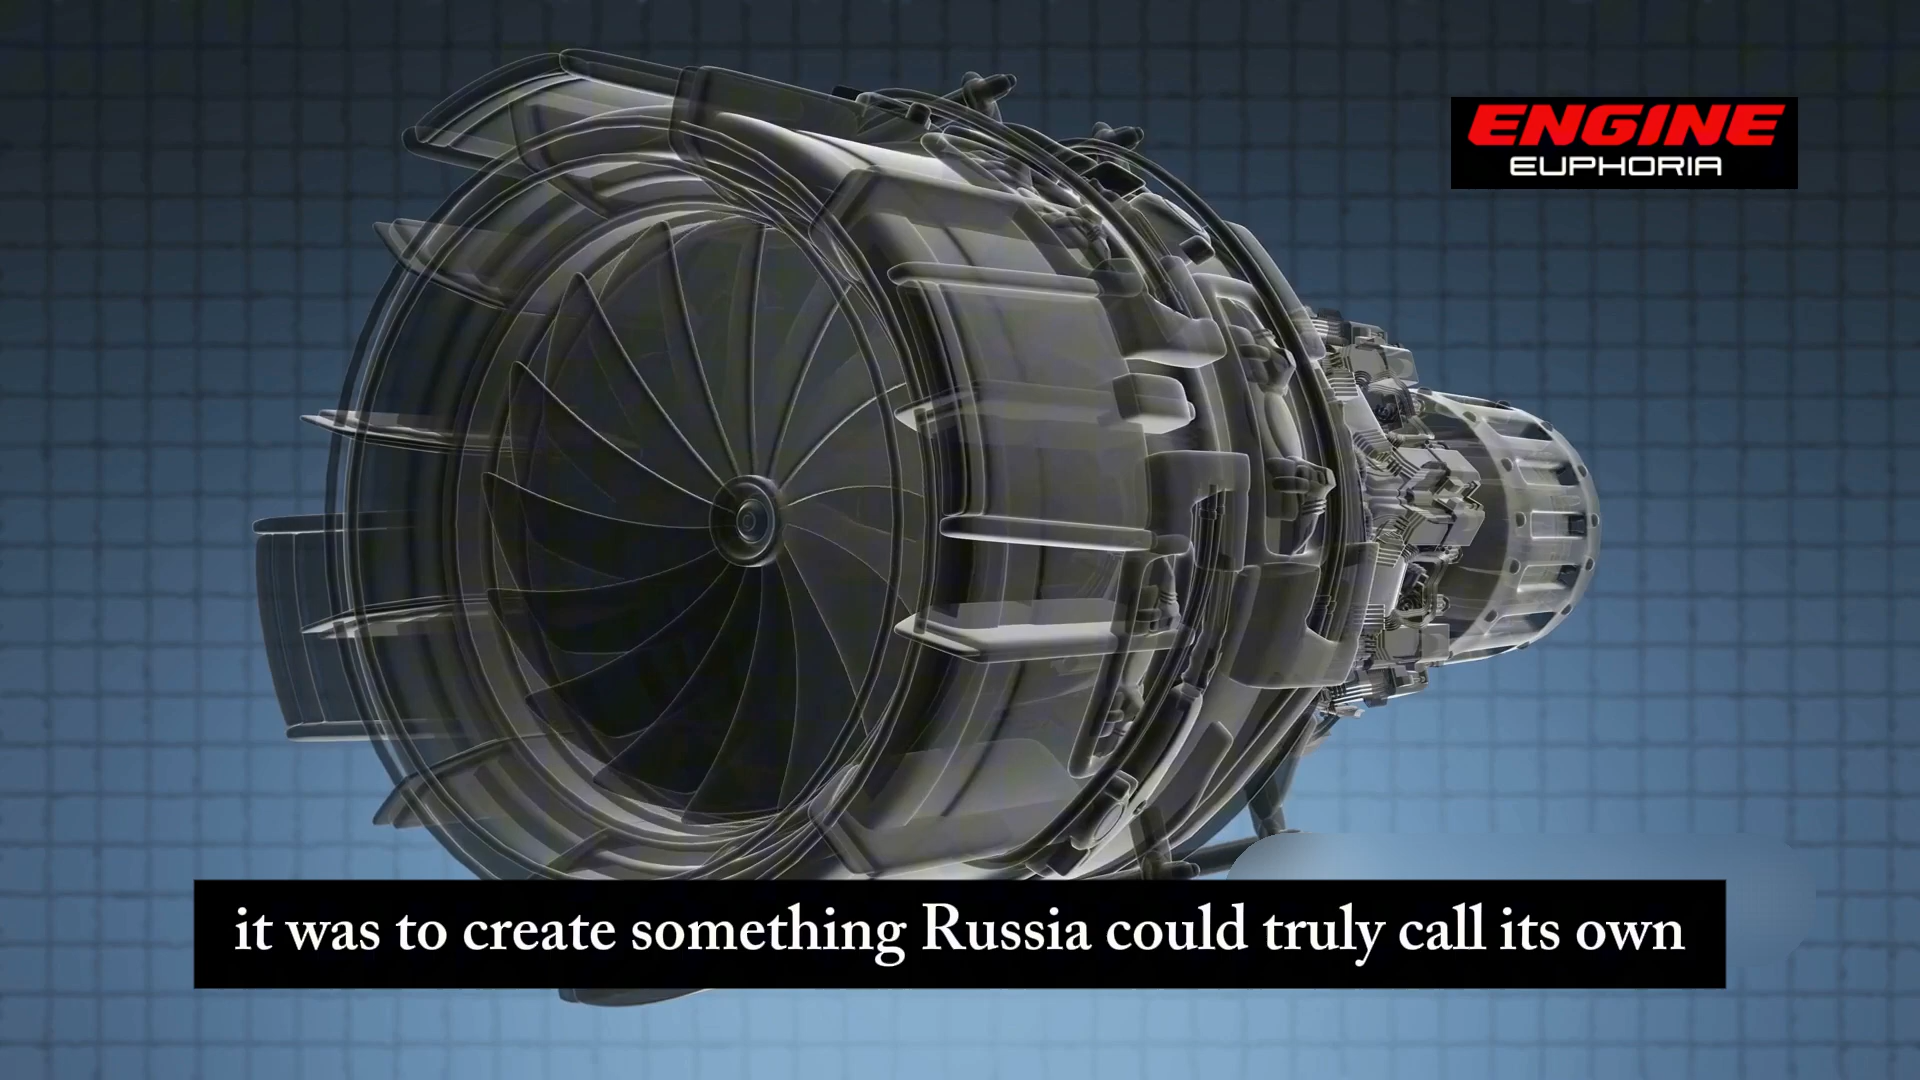 ENGINE
EUPHORIA
it was to create something Russia could truly call its own